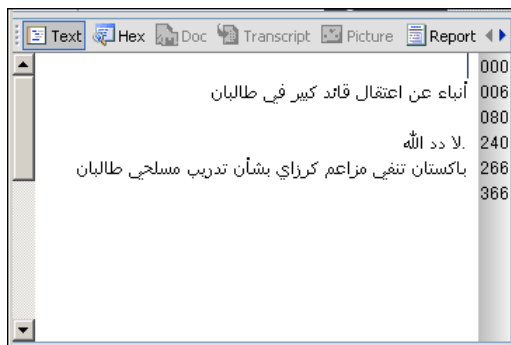 Text Hex Doc Transcript Picture Report
000
006 أنباء عن اعتقال قائد كبير في طالبان
080
240 .لا دد الله
266 باكستان تنفي مزاعم كرزاي بشأن تدريب مسلحي طالبان
366